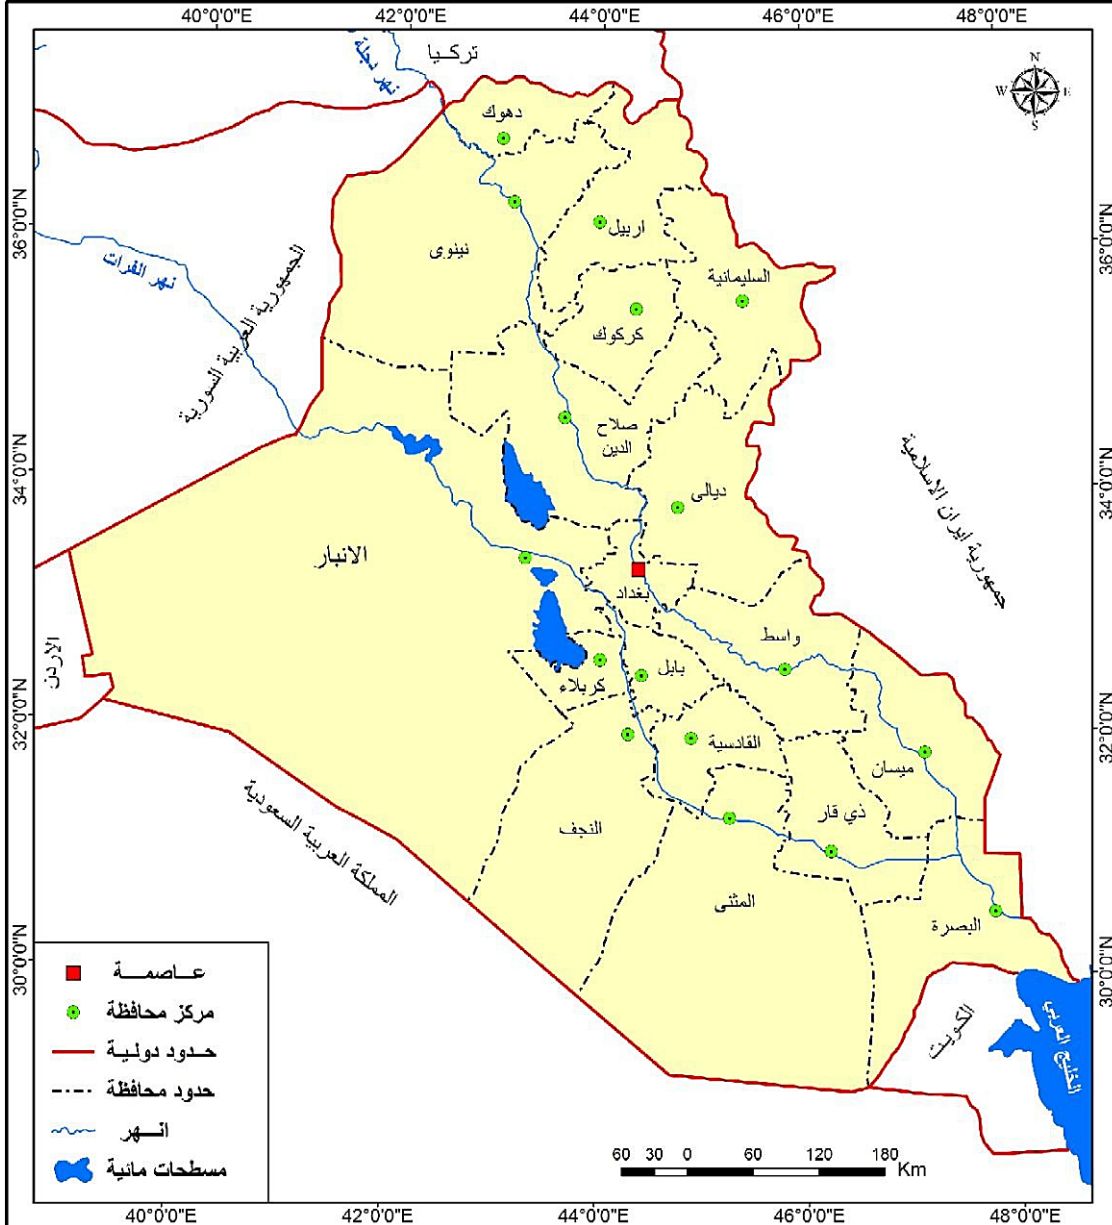 40°0'0"E 42°0'0"E 44°0'0"E 46°0'0"E 48°0'0"E
تركيا
نهر دجلة
N
W E
S
دهوك
36°0'0"N
36°0'0"N
اربيل
نينوى
نهر الفرات
السليمانية
كركوك
الجمهورية العربية السورية
صلاح
الدين
34°0'0"N
34°0'0"N
ديالى
جمهورية ايران الاسلامية
الانبار
بغداد
واسط
الاردن
بابل
كربلاء
32°0'0"N
32°0'0"N
القادسية
ميسان
ذي قار
النجف
المملكة العربية السعودية
المثنى
البصرة
30°0'0"N
30°0'0"N
الكويت
الخليج العربي
عــاصمــــة
مركز محافظة
حـدود دولـيـة
حدود محافظة
انـــهر
مسطحات مائية
60 30 0 60 120 180
Km
40°0'0"E 42°0'0"E 44°0'0"E 46°0'0"E 48°0'0"E